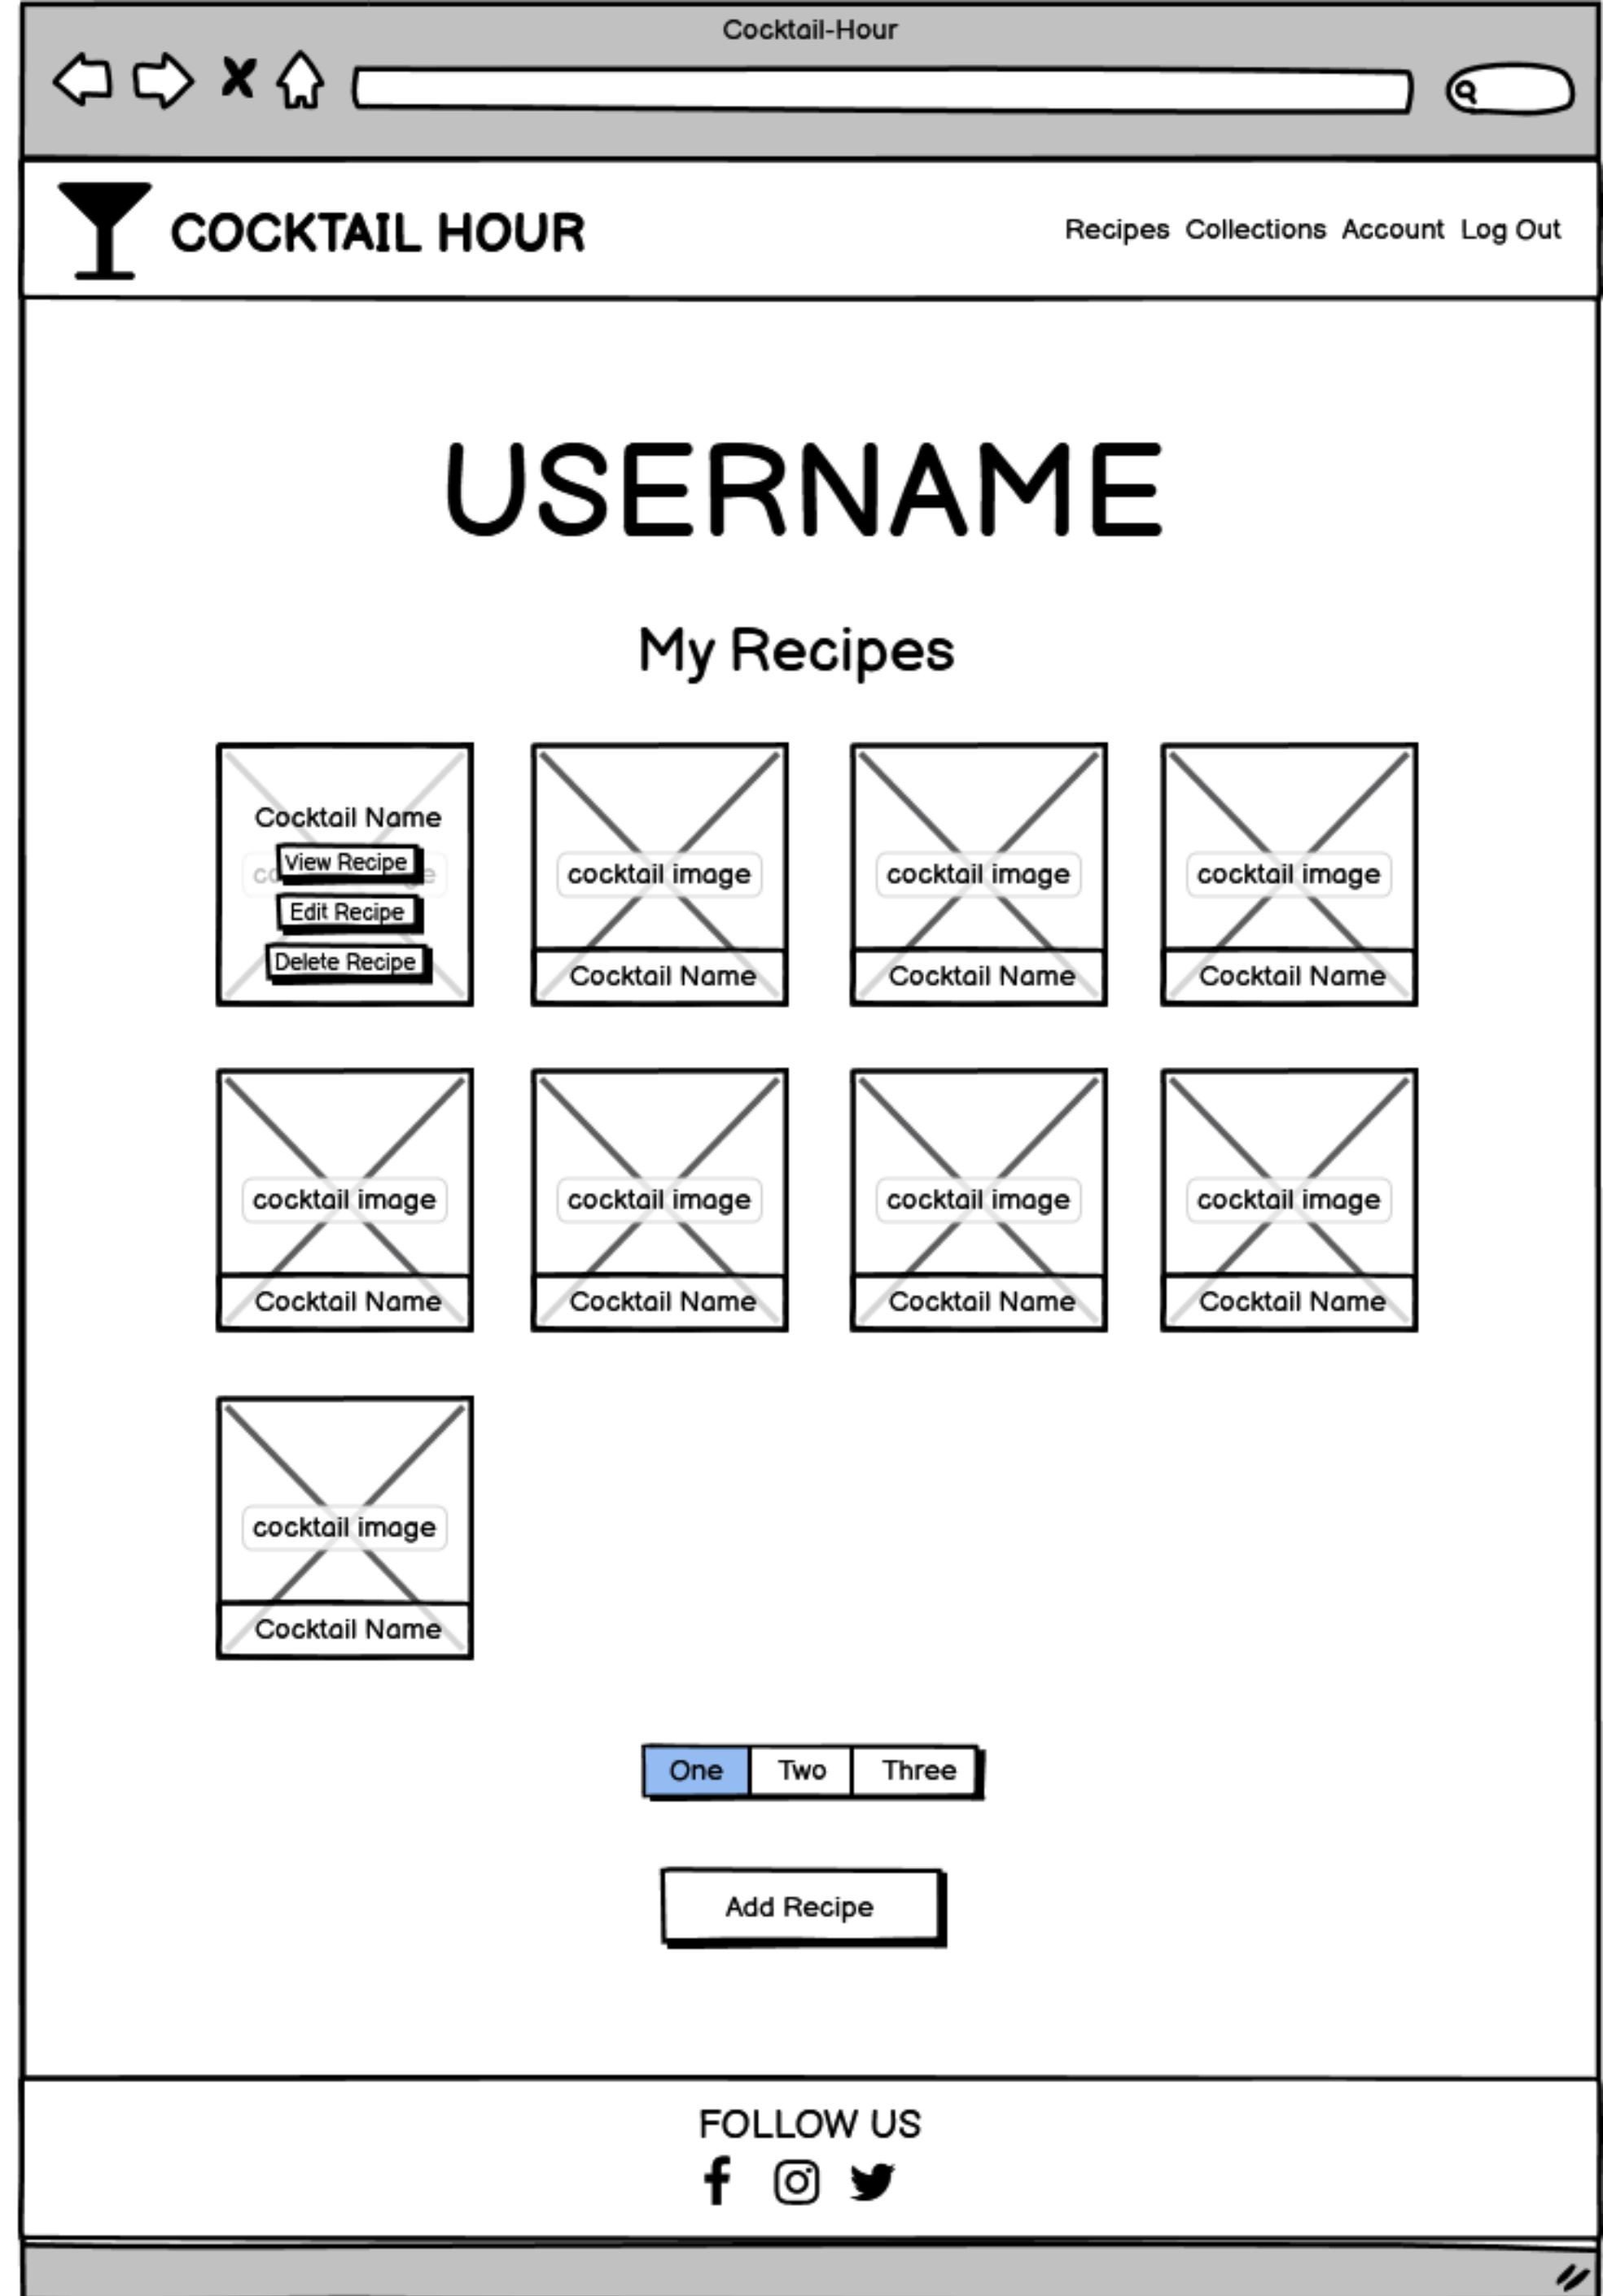 Cocktail-Hour
COCKTAIL HOUR
Recipes Collections Account Log Out
USERNAME
My Recipes
Cocktail Name
View Recipe
Edit Recipe
Delete Recipe
cocktail image
Cocktail Name
cocktail image
Cocktail Name
cocktail image
Cocktail Name
cocktail image
Cocktail Name
cocktail image
Cocktail Name
cocktail image
Cocktail Name
cocktail image
Cocktail Name
cocktail image
Cocktail Name
One Two Three
Add Recipe
FOLLOW US